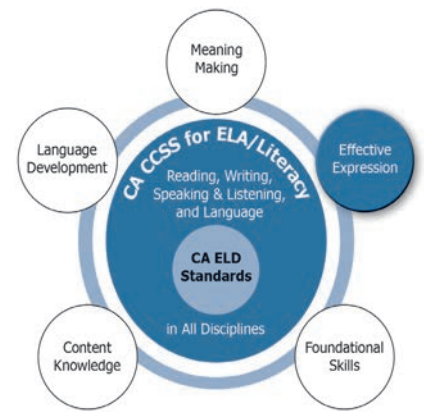 Meaning
Making
Language
Development
Effective
Expression
CA CCSS for ELA/Literacy
Reading, Writing,
Speaking & Listening,
and Language
CA ELD
Standards
in All Disciplines
Content
Knowledge
Foundational
Skills